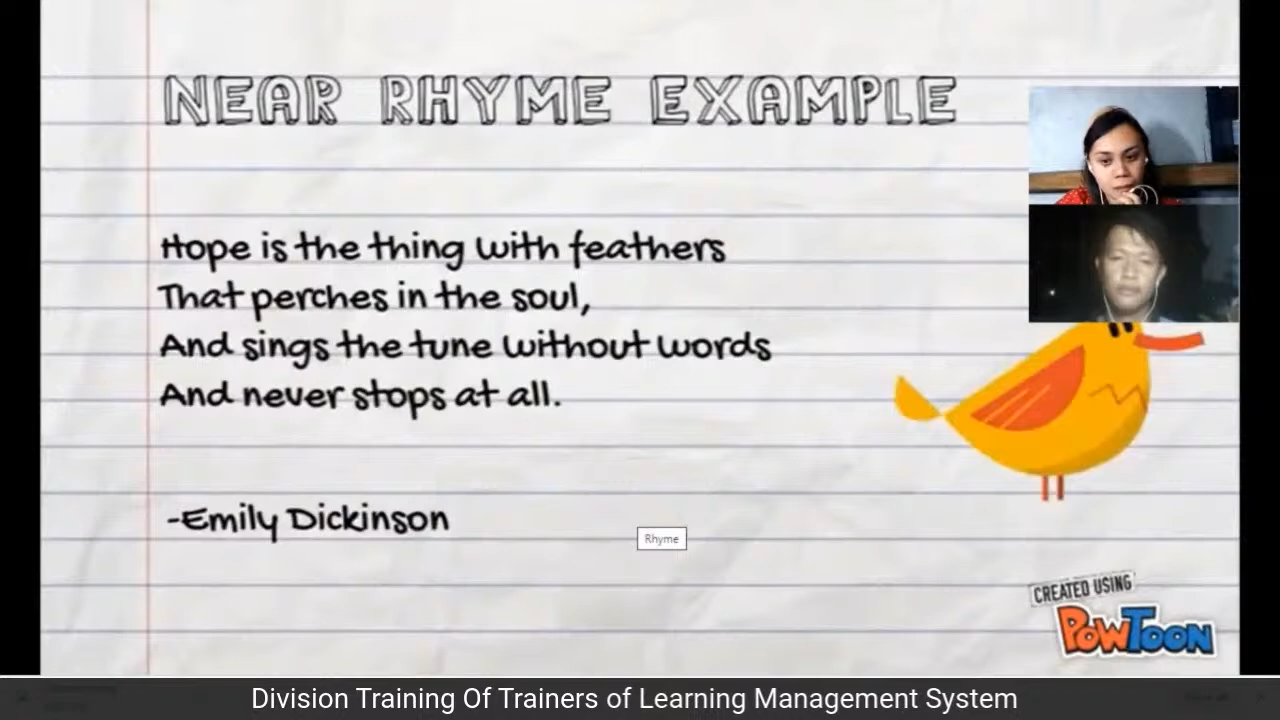 NEAR RHYME EXAMPLE
Hope is the thing with feathers
That perches in the soul,
And sings the tune without words
And never stops at all.
-Emily Dickinson
Rhyme
CREATED USING
POWTOON
Division Training Of Trainers of Learning Management System